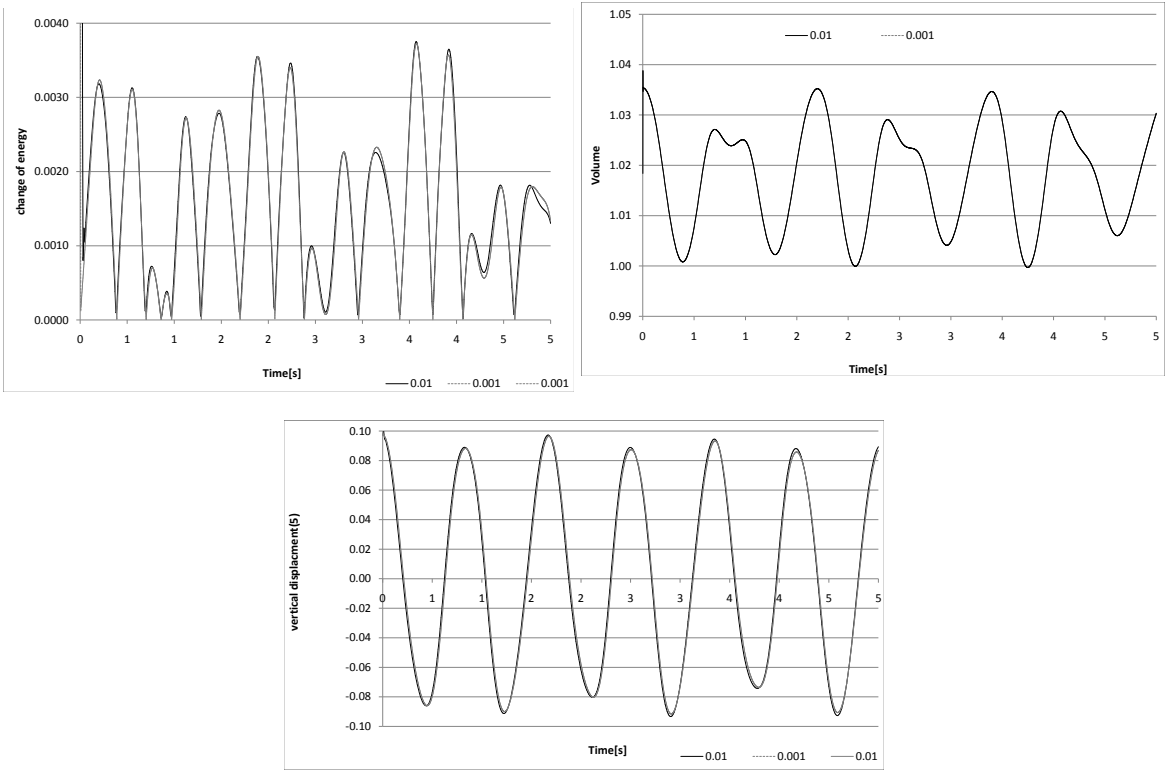 0.0040
0.0030
0.0020
0.0010
0.0000
change of energy
0 1 1 2 2 3 3 4 4 5 5
Time[s]
0.01 0.001 0.001
1.05
1.04
1.03
1.02
1.01
1.00
0.99
Volume
0.01 0.001
0 1 1 2 2 3 3 4 4 5 5
Time[s]
0.10
0.08
0.06
0.04
0.02
0.00
-0.02
-0.04
-0.06
-0.08
-0.10
vertical displacment(5)
0 1 1 2 2 3 3 4 4 5 5
Time[s]
0.01 0.001 0.01